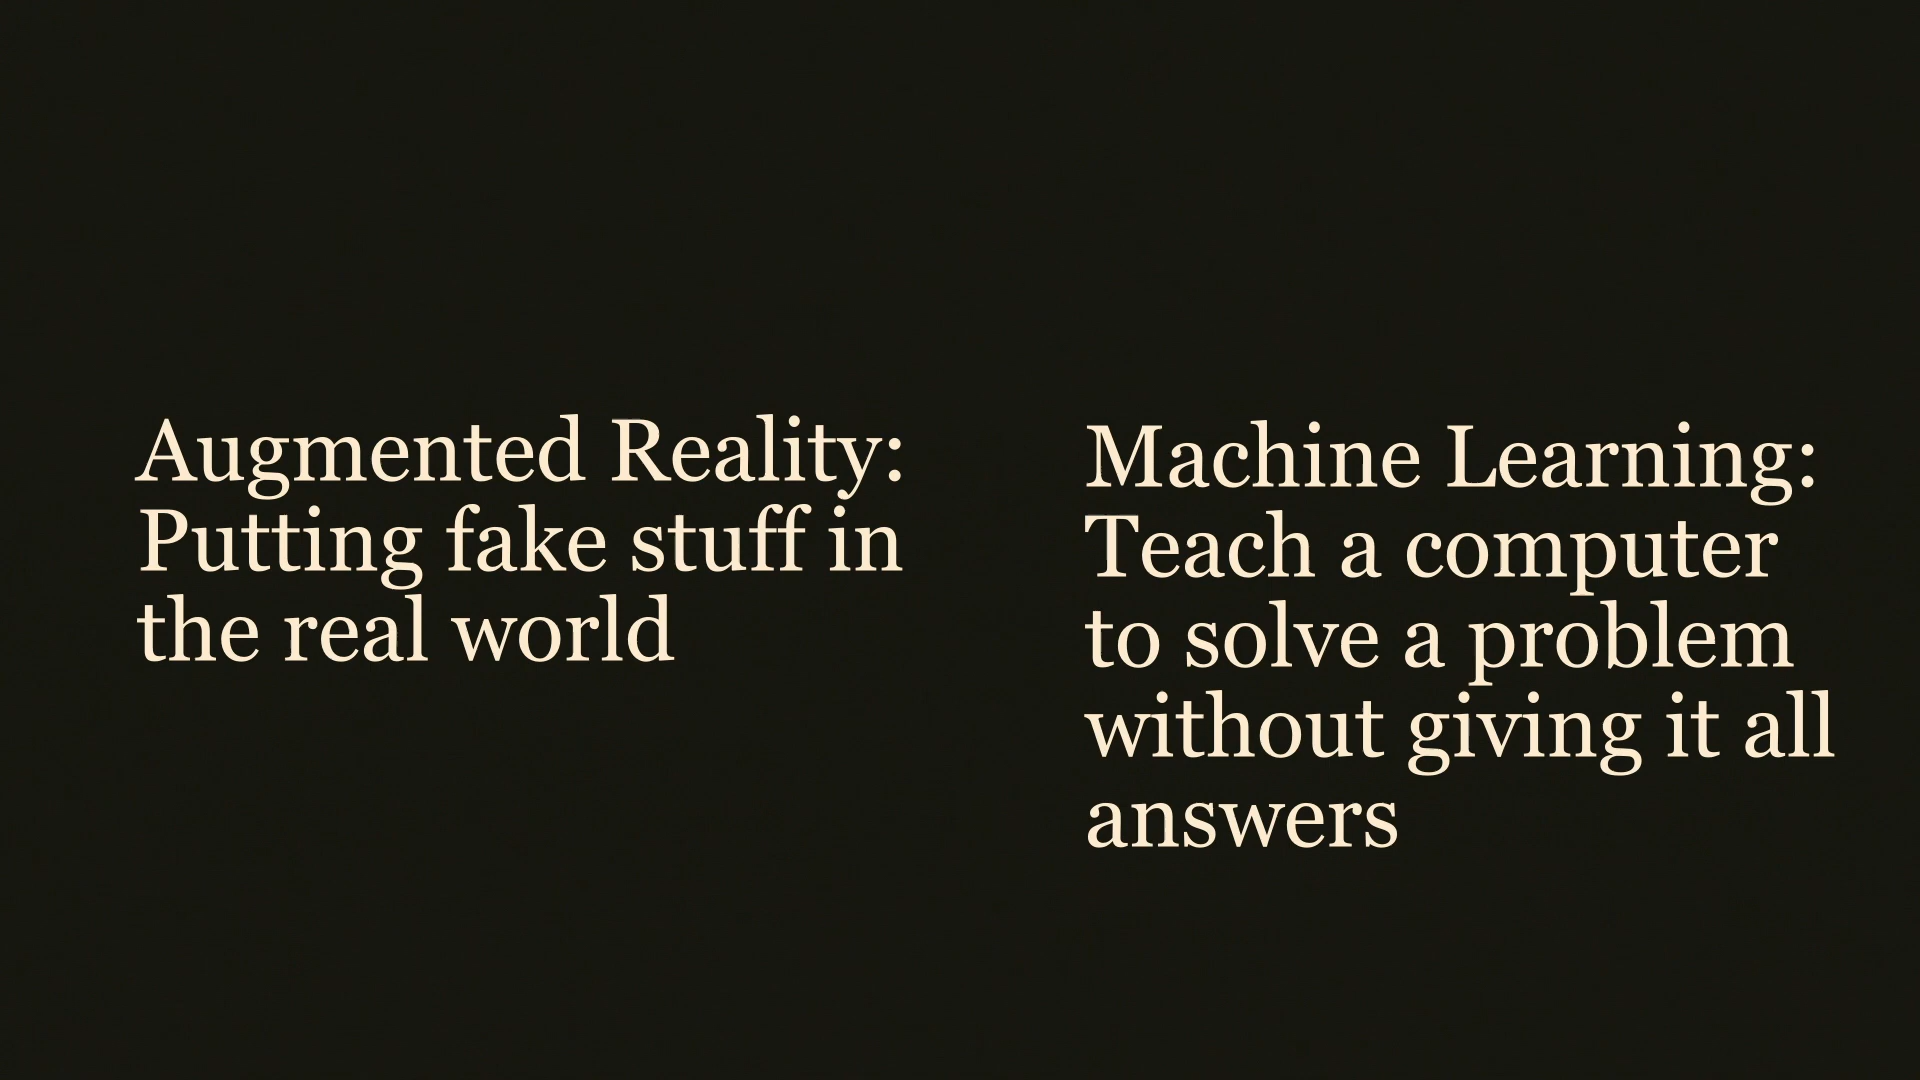 Augmented Reality:
Putting fake stuff in
the real world
Machine Learning:
Teach a computer
to solve a problem
without giving it all
answers